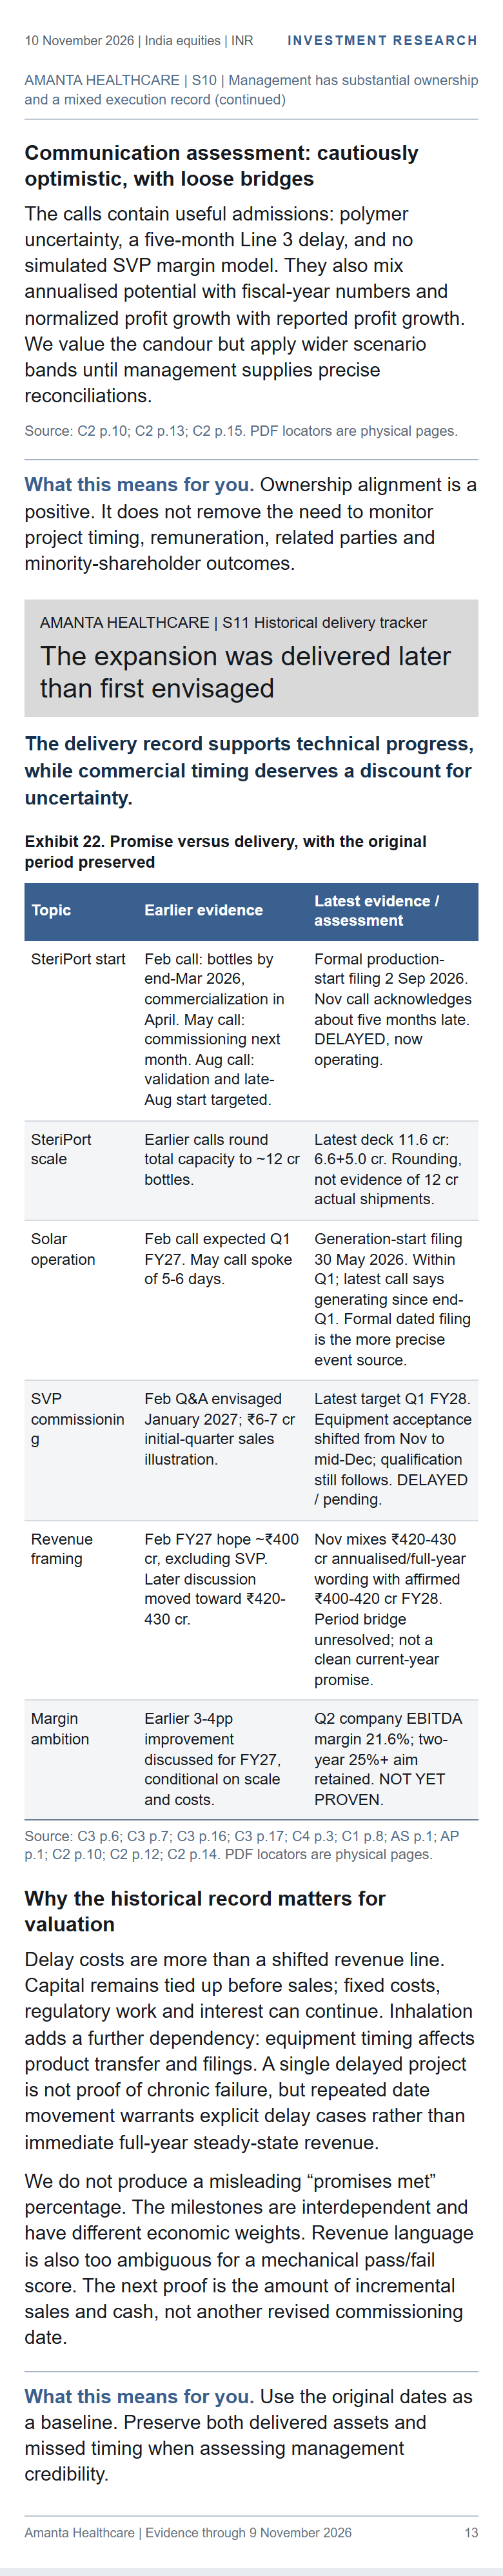 10 November 2026 | India equities | INR
INVESTMENT RESEARCH
AMANTA HEALTHCARE | S10 | Management has substantial ownership
and a mixed execution record (continued)
Communication assessment: cautiously
optimistic, with loose bridges
The calls contain useful admissions: polymer
uncertainty, a five-month Line 3 delay, and no
simulated SVP margin model. They also mix
annualised potential with fiscal-year numbers and
normalized profit growth with reported profit growth.
We value the candour but apply wider scenario
bands until management supplies precise
reconciliations.
Source: C2 p.10; C2 p.13; C2 p.15. PDF locators are physical pages.
What this means for you. Ownership alignment is a
positive. It does not remove the need to monitor
project timing, remuneration, related parties and
minority-shareholder outcomes.
AMANTA HEALTHCARE | S11 Historical delivery tracker
The expansion was delivered later
than first envisaged
The delivery record supports technical progress,
while commercial timing deserves a discount for
uncertainty.
Exhibit 22. Promise versus delivery, with the original
period preserved
Topic
Earlier evidence
Latest evidence /
assessment
SteriPort start
Feb call: bottles by
end-Mar 2026,
commercialization in
April. May call:
commissioning next
month. Aug call:
validation and late-
Aug start targeted.
Formal production-
start filing 2 Sep 2026.
Nov call acknowledges
about five months late.
DELAYED, now
operating.
SteriPort
scale
Earlier calls round
total capacity to ~12 cr
bottles.
Latest deck 11.6 cr:
6.6+5.0 cr. Rounding,
not evidence of 12 cr
actual shipments.
Solar
operation
Feb call expected Q1
FY27. May call spoke
of 5-6 days.
Generation-start filing
30 May 2026. Within
Q1; latest call says
generating since end-
Q1. Formal dated filing
is the more precise
event source.
SVP
commissionin
g
Feb Q&A envisaged
January 2027; ₹6-7 cr
initial-quarter sales
illustration.
Latest target Q1 FY28.
Equipment acceptance
shifted from Nov to
mid-Dec; qualification
still follows. DELAYED
/ pending.
Revenue
framing
Feb FY27 hope ~₹400
cr, excluding SVP.
Later discussion
moved toward ₹420-
430 cr.
Nov mixes ₹420-430
cr annualised/full-year
wording with affirmed
₹400-420 cr FY28.
Period bridge
unresolved; not a
clean current-year
promise.
Margin
ambition
Earlier 3-4pp
improvement
discussed for FY27,
conditional on scale
and costs.
Q2 company EBITDA
margin 21.6%; two-
year 25%+ aim
retained. NOT YET
PROVEN.
Source: C3 p.6; C3 p.7; C3 p.16; C3 p.17; C4 p.3; C1 p.8; AS p.1; AP
p.1; C2 p.10; C2 p.12; C2 p.14. PDF locators are physical pages.
Why the historical record matters for
valuation
Delay costs are more than a shifted revenue line.
Capital remains tied up before sales; fixed costs,
regulatory work and interest can continue. Inhalation
adds a further dependency: equipment timing affects
product transfer and filings. A single delayed project
is not proof of chronic failure, but repeated date
movement warrants explicit delay cases rather than
immediate full-year steady-state revenue.
We do not produce a misleading “promises met”
percentage. The milestones are interdependent and
have different economic weights. Revenue language
is also too ambiguous for a mechanical pass/fail
score. The next proof is the amount of incremental
sales and cash, not another revised commissioning
date.
What this means for you. Use the original dates as
a baseline. Preserve both delivered assets and
missed timing when assessing management
credibility.
Amanta Healthcare | Evidence through 9 November 2026
13